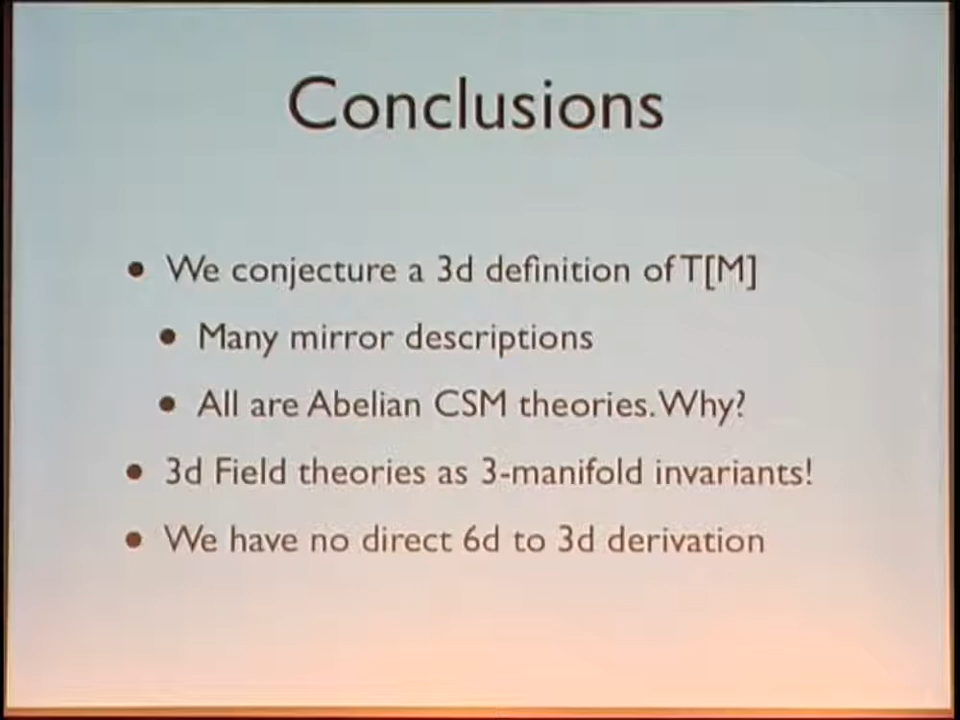 Conclusions
• We conjecture a 3d definition of T[M]
• Many mirror descriptions
• All are Abelian CSM theories. Why?
• 3d Field theories as 3-manifold invariants!
• We have no direct 6d to 3d derivation